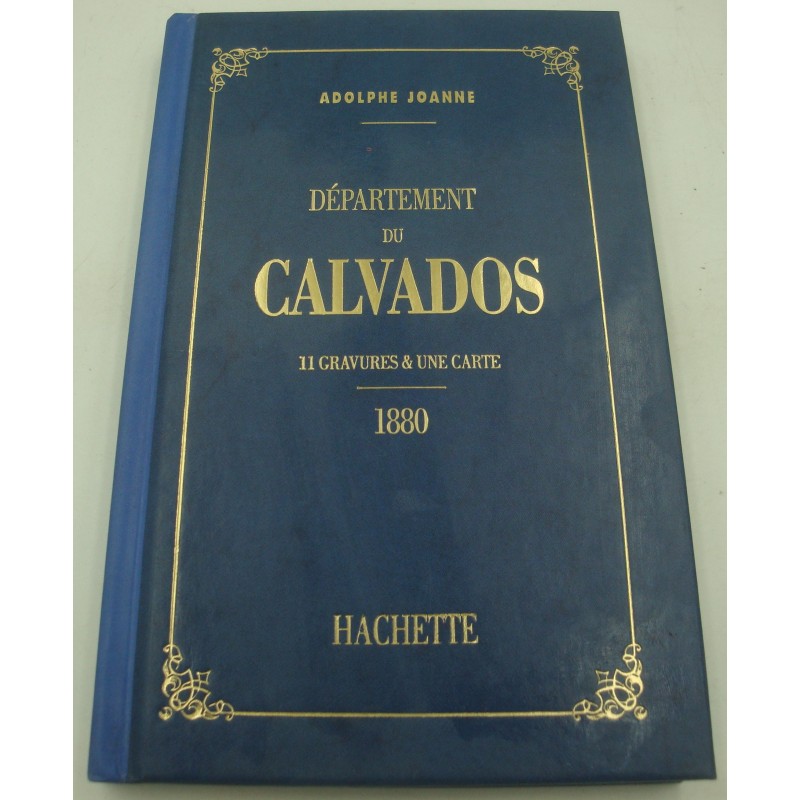 ADOLPHE JOANNE
DÉPARTEMENT
DU
CALVADOS
11 GRAVURES & UNE CARTE
1880
HACHETTE